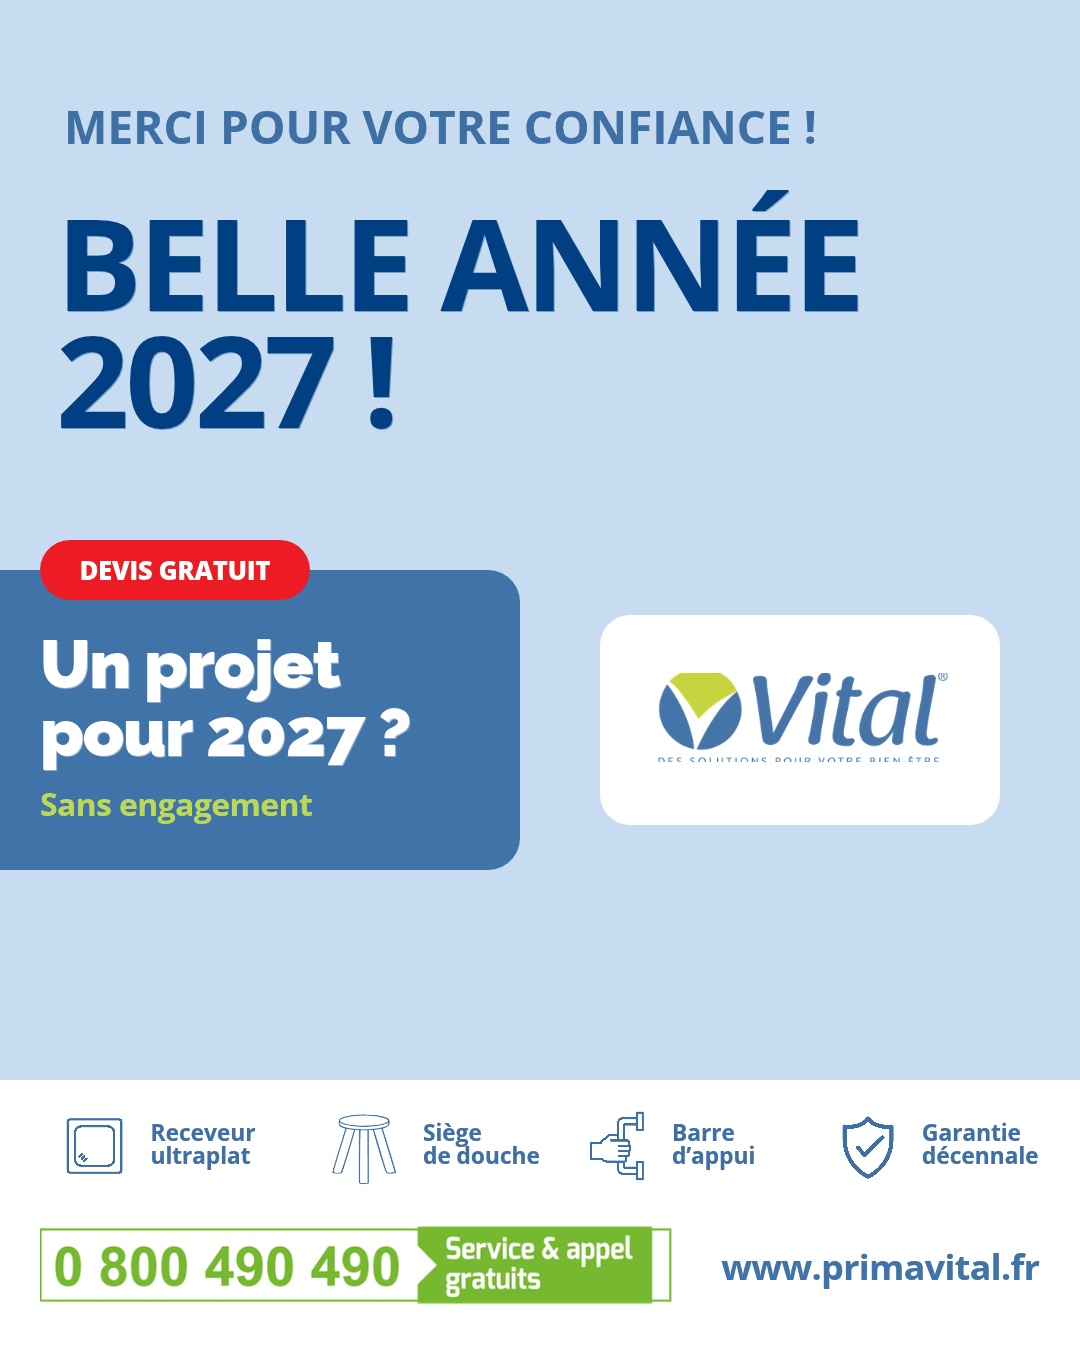 MERCI POUR VOTRE CONFIANCE !
BELLE ANNÉE
2027 !
DEVIS GRATUIT
Un projet
pour 2027 ?
Sans engagement
Vital®
DES SOLUTIONS POUR VOTRE BIEN-ÊTRE
Receveur
ultraplat
Siège
de douche
Barre
d’appui
Garantie
décennale
0 800 490 490
Service & appel
gratuits
www.primavital.fr